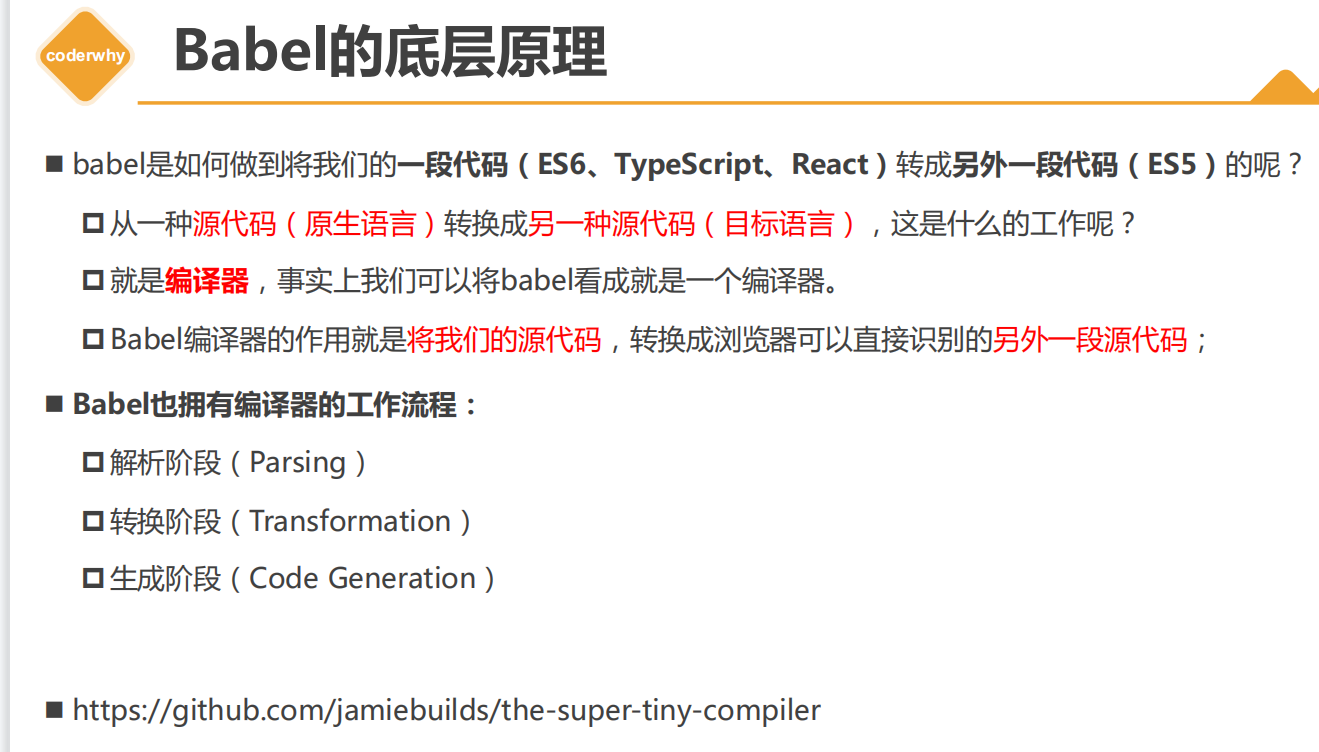 coderwhy
Babel的底层原理
babel是如何做到将我们的一段代码（ES6、TypeScript、React）转成另外一段代码（ES5）的呢？
从一种源代码（原生语言）转换成另一种源代码（目标语言），这是什么的工作呢？
就是编译器，事实上我们可以将babel看成就是一个编译器。
Babel编译器的作用就是将我们的源代码，转换成浏览器可以直接识别的另外一段源代码；
Babel也拥有编译器的工作流程：
解析阶段（Parsing）
转换阶段（Transformation）
生成阶段（Code Generation）
https://github.com/jamiebuilds/the-super-tiny-compiler